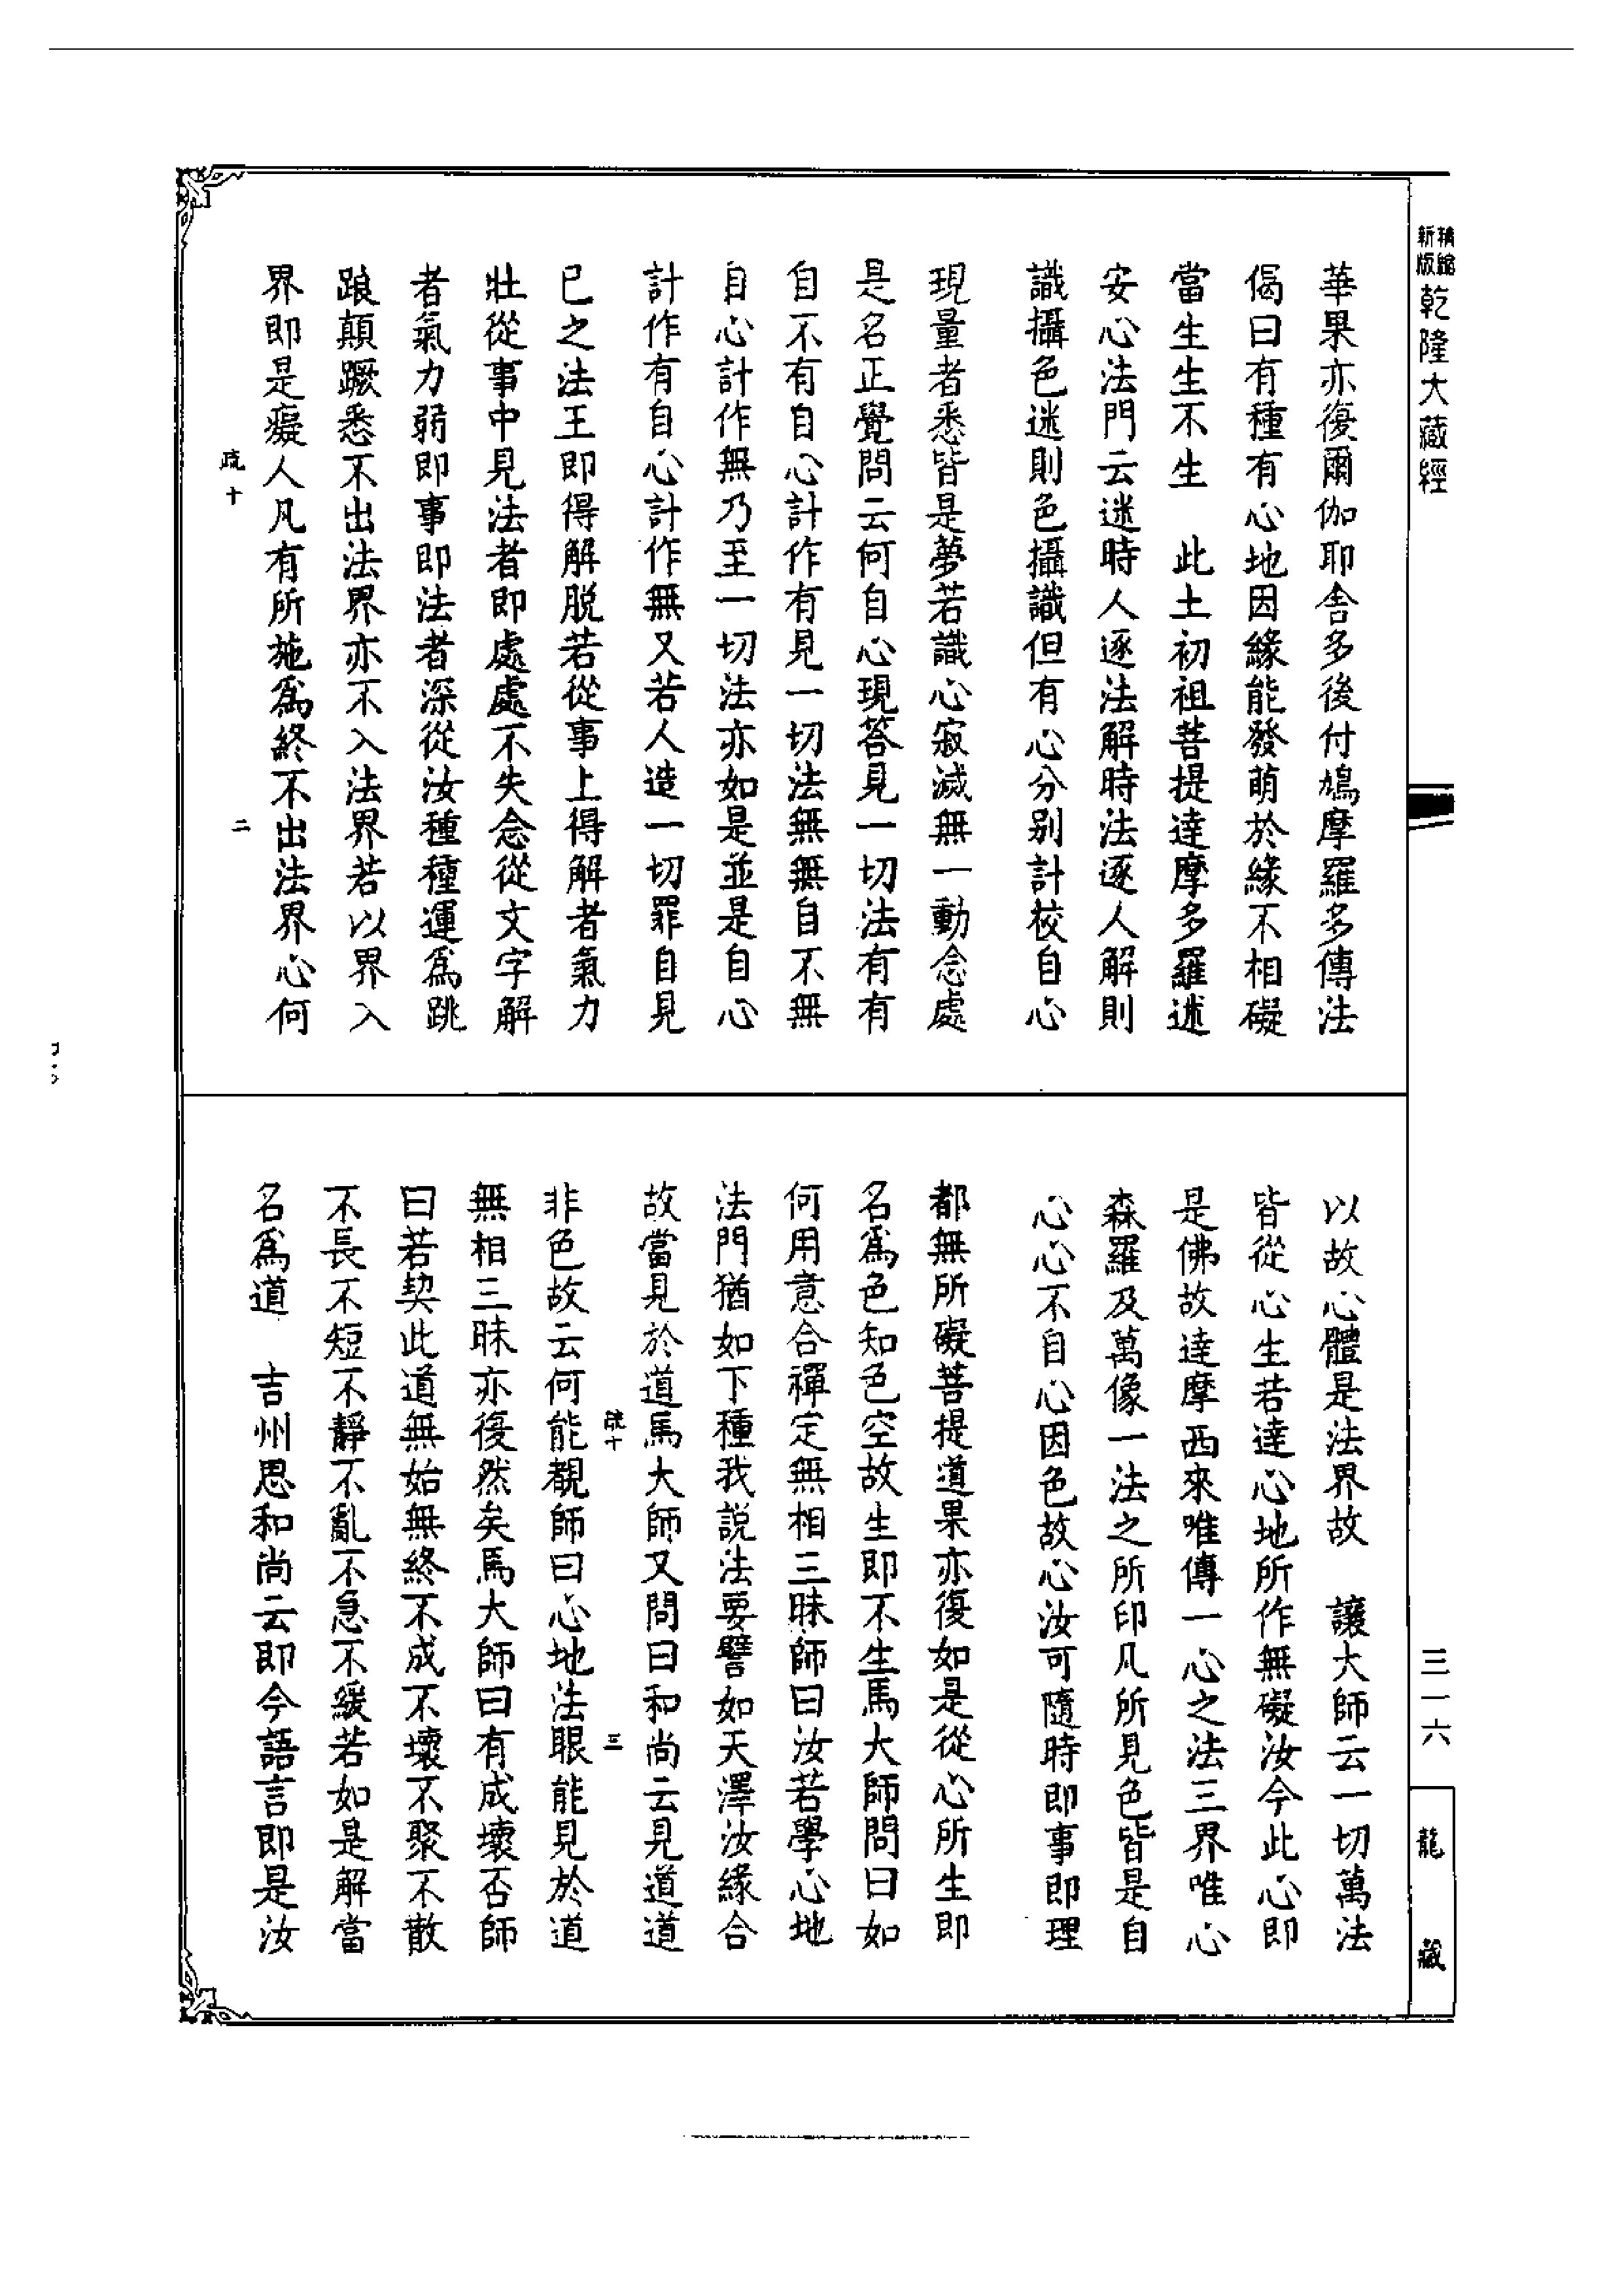 精縮新版乾隆大藏經
三一六
龍藏
華果亦復爾伽耶舍多後付鳩摩羅多傳法
偈曰有種有心地因緣能發萌於緣不相礙
當生生不生　此土初祖菩提達摩多羅述
安心法門云迷時人逐法解時法逐人解則
識攝色迷則色攝識但有心分別計校自心
現量者悉皆是夢若識心寂滅無一動念處
是名正覺問云何自心現答見一切法有有
自不有自心計作有見一切法無無自不無
自心計作無乃至一切法亦如是並是自心
計作有自心計作無又若人造一切罪自見
已之法王即得解脫若從事上得解者氣力
壯從事中見法者即處處不失念從文字解
者氣力弱即事即法者深從汝種種運為跳
踉顛蹶悉不出法界亦不入法界若以界入
界即是癡人凡有所施為終不出法界心何
疏十
二
以故心體是法界故　讓大師云一切萬法
皆從心生若達心地所作無礙汝今此心即
是佛故達摩西來唯傳一心之法三界唯心
森羅及萬像一法之所印凡所見色皆是自
心心不自心因色故心汝可隨時即事即理
都無所礙菩提道果亦復如是從心所生即
名為色知色空故生即不生馬大師問曰如
何用意合禪定無相三昧師曰汝若學心地
法門猶如下種我說法要譬如天澤汝緣合
故當見於道馬大師又問曰和尚云見道道
疏十
三
非色故云何能覩師曰心地法眼能見於道
無相三昧亦復然矣馬大師曰有成壞否師
曰若契此道無始無終不成不壞不聚不散
不長不短不靜不亂不急不緩若如是解當
名為道　吉州思和尚云即今語言即是汝